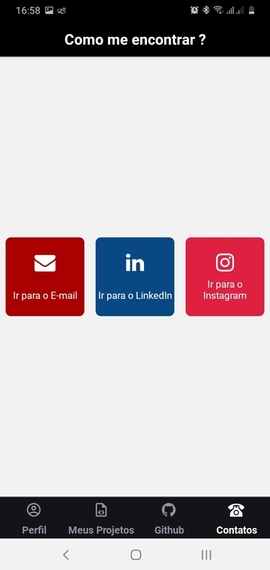 16:58
Como me encontrar ?
Ir para o E-mail
Ir para o LinkedIn
Ir para o
Instagram
Perfil
Meus Projetos
Github
Contatos